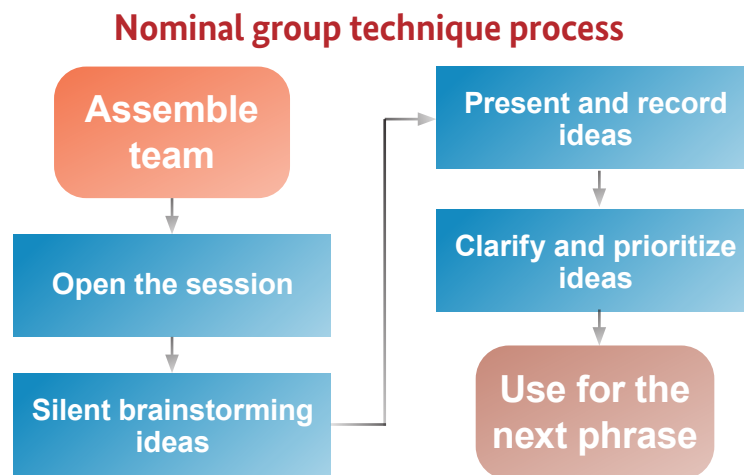 Nominal group technique process
Assemble
team
Open the session
Silent brainstorming
ideas
Present and record
ideas
Clarify and prioritize
ideas
Use for the
next phrase